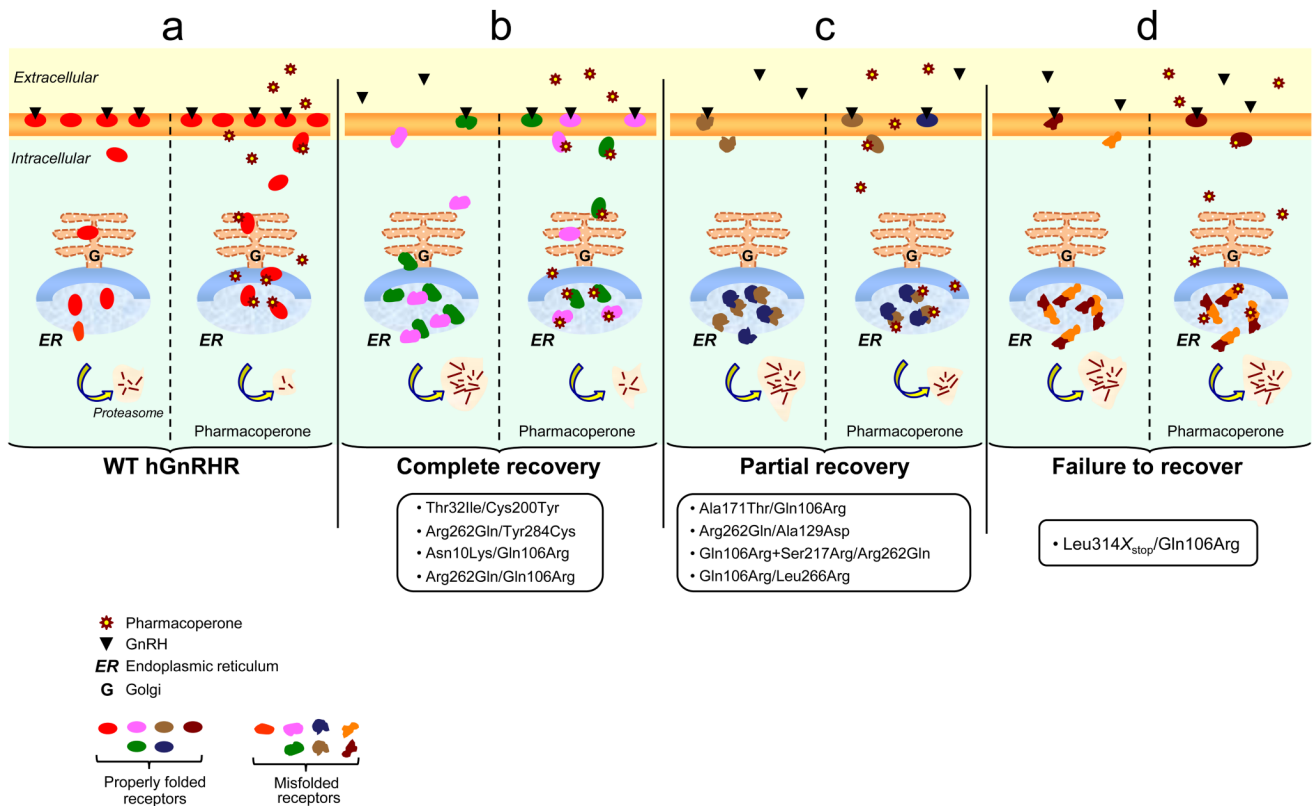 a
b
c
d
Extracellular
Intracellular
G
G
G
G
G
G
G
G
ER
ER
ER
ER
ER
ER
ER
ER
Proteasome
Pharmacoperone
Pharmacoperone
Pharmacoperone
Pharmacoperone
WT hGnRHR
Complete recovery
Partial recovery
Failure to recover
• Thr32Ile/Cys200Tyr
• Arg262Gln/Tyr284Cys
• Asn10Lys/Gln106Arg
• Arg262Gln/Gln106Arg
• Ala171Thr/Gln106Arg
• Arg262Gln/Ala129Asp
• Gln106Arg+Ser217Arg/Arg262Gln
• Gln106Arg/Leu266Arg
• Leu314Xstop/Gln106Arg
Pharmacoperone
GnRH
ER Endoplasmic reticulum
G Golgi
Properly folded
receptors
Misfolded
receptors